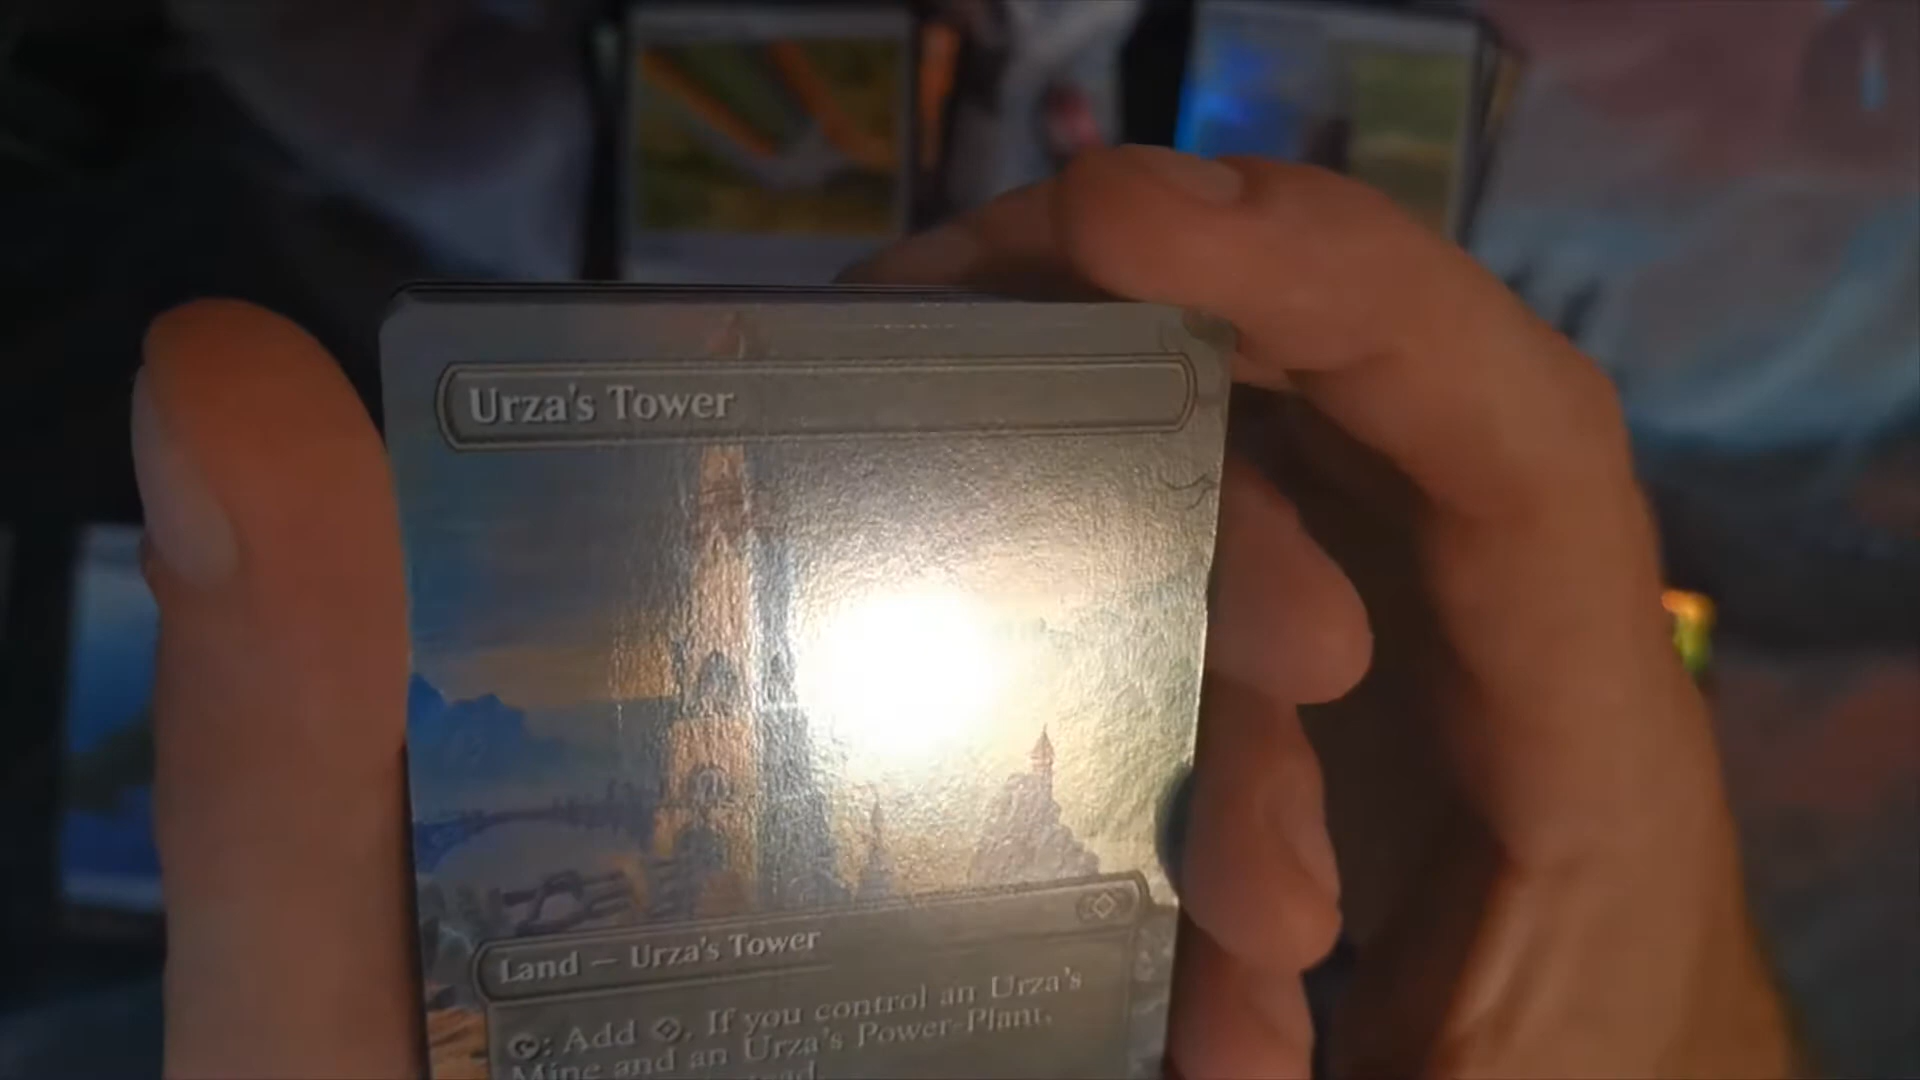 Urza's Tower
Land — Urza's Tower
: Add . If you control an Urza's
Mine and an Urza's Power-Plant,